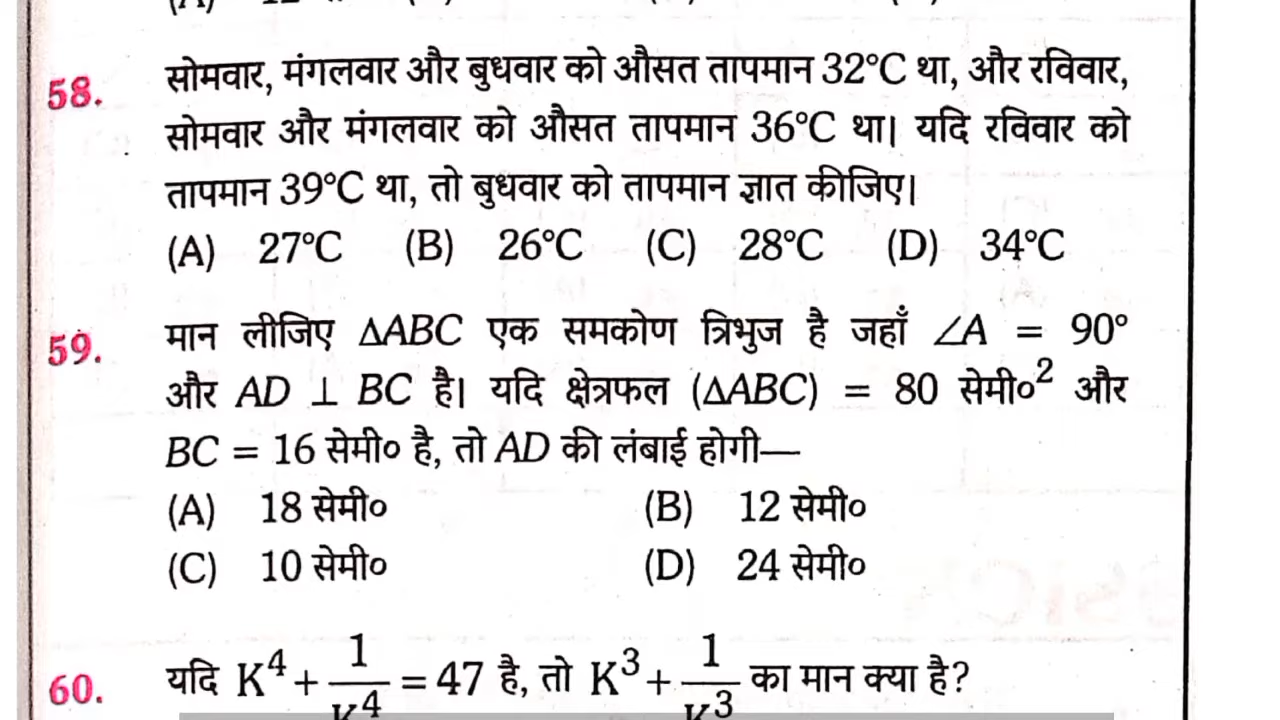 58. सोमवार, मंगलवार और बुधवार को औसत तापमान 32°C था, और रविवार,
सोमवार और मंगलवार को औसत तापमान 36°C था। यदि रविवार को
तापमान 39°C था, तो बुधवार को तापमान ज्ञात कीजिए।
(A) 27°C (B) 26°C (C) 28°C (D) 34°C
59. मान लीजिए ΔABC एक समकोण त्रिभुज है जहाँ ∠A = 90°
और AD ⊥ BC है। यदि क्षेत्रफल (ΔABC) = 80 सेमी०² और
BC = 16 सेमी० है, तो AD की लंबाई होगी—
(A) 18 सेमी० (B) 12 सेमी०
(C) 10 सेमी० (D) 24 सेमी०
60. यदि K⁴ + 1/K⁴ = 47 है, तो K³ + 1/K³ का मान क्या है?